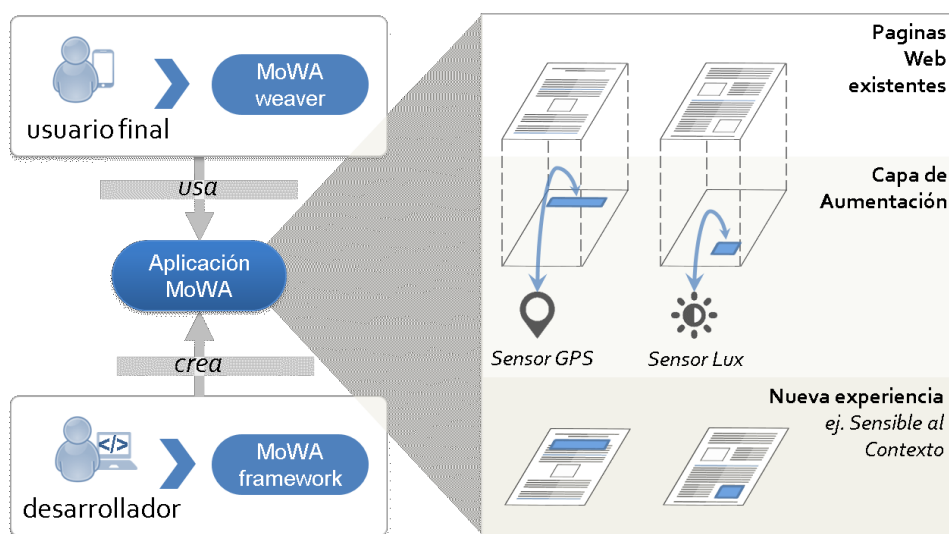 MoWA
weaver
usuario final
usa
Aplicación
MoWA
crea
</>
MoWA
framework
desarrollador
Paginas
Web
existentes
Capa de
Aumentación
Sensor GPS
Sensor Lux
Nueva experiencia
ej. Sensible al
Contexto